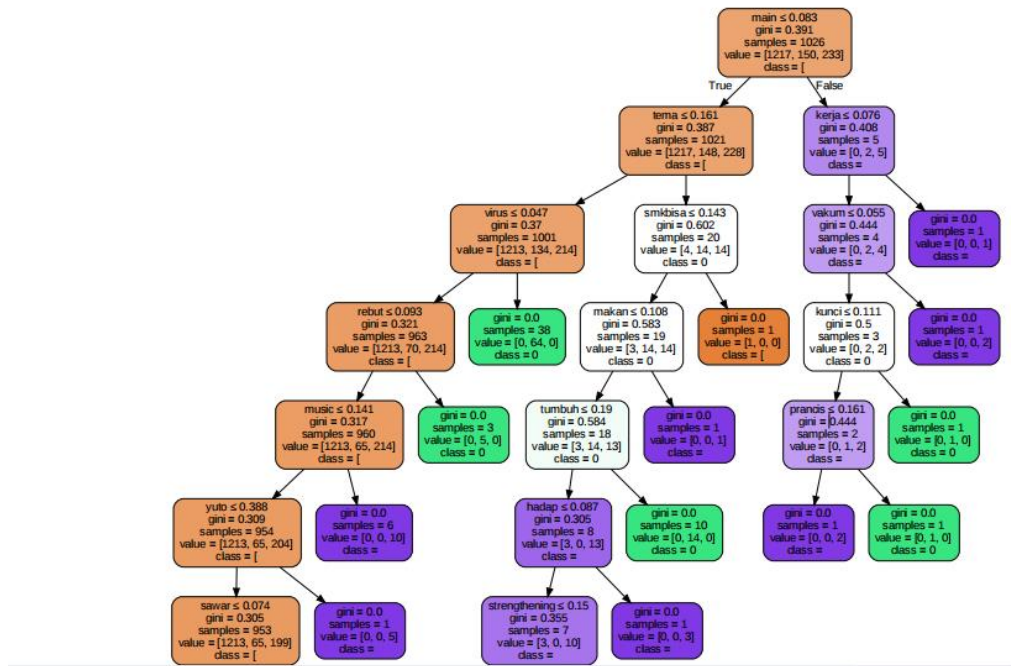 main ≤ 0.083
gini = 0.391
samples = 1026
value = [1217, 150, 233]
class = [
True
False
tema ≤ 0.161
gini = 0.387
samples = 1021
value = [1217, 148, 228]
class = [
kerja ≤ 0.076
gini = 0.408
samples = 5
value = [0, 2, 5]
class =
virus ≤ 0.047
gini = 0.37
samples = 1001
value = [1213, 134, 214]
class = [
smkbisa ≤ 0.143
gini = 0.602
samples = 20
value = [4, 14, 14]
class = 0
vakum ≤ 0.055
gini = 0.444
samples = 4
value = [0, 2, 4]
class =
gini = 0.0
samples = 1
value = [0, 0, 1]
class =
rebut ≤ 0.093
gini = 0.321
samples = 963
value = [1213, 70, 214]
class = [
gini = 0.0
samples = 38
value = [0, 64, 0]
class = 0
makan ≤ 0.108
gini = 0.583
samples = 19
value = [3, 14, 14]
class = 0
gini = 0.0
samples = 1
value = [1, 0, 0]
class = [
kunci ≤ 0.111
gini = 0.5
samples = 3
value = [0, 2, 2]
class = 0
gini = 0.0
samples = 1
value = [0, 0, 2]
class =
music ≤ 0.141
gini = 0.317
samples = 960
value = [1213, 65, 214]
class = [
gini = 0.0
samples = 3
value = [0, 5, 0]
class = 0
tumbuh ≤ 0.19
gini = 0.584
samples = 18
value = [3, 14, 13]
class = 0
gini = 0.0
samples = 1
value = [0, 0, 1]
class =
prancis ≤ 0.161
gini = 0.444
samples = 2
value = [0, 1, 2]
class =
gini = 0.0
samples = 1
value = [0, 1, 0]
class = 0
yuto ≤ 0.388
gini = 0.309
samples = 954
value = [1213, 65, 204]
class = [
gini = 0.0
samples = 6
value = [0, 0, 10]
class =
hadap ≤ 0.087
gini = 0.305
samples = 8
value = [3, 0, 13]
class =
gini = 0.0
samples = 10
value = [0, 14, 0]
class = 0
gini = 0.0
samples = 1
value = [0, 0, 2]
class =
gini = 0.0
samples = 1
value = [0, 1, 0]
class = 0
sawar ≤ 0.074
gini = 0.305
samples = 953
value = [1213, 65, 199]
class = [
gini = 0.0
samples = 1
value = [0, 0, 5]
class =
strengthening ≤ 0.15
gini = 0.355
samples = 7
value = [3, 0, 10]
class =
gini = 0.0
samples = 1
value = [0, 0, 3]
class =